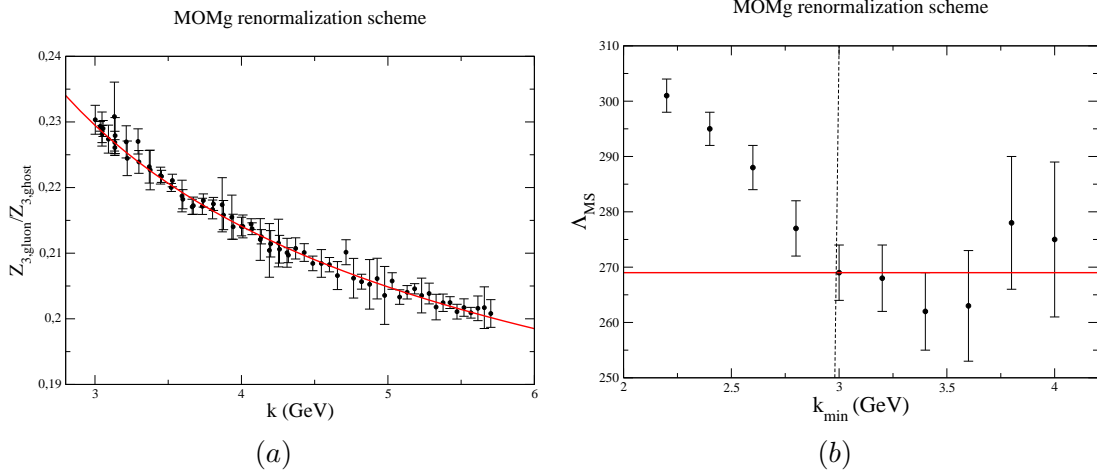 MOMg renormalization scheme
0,24
0,23
0,22
0,21
0,2
0,19
Z3,gluon/Z3,ghost
3
4
5
6
k (GeV)
(a)
MOMg renormalization scheme
310
300
290
280
270
260
250
ΛMS
2
2.5
3
3.5
4
kmin (GeV)
(b)